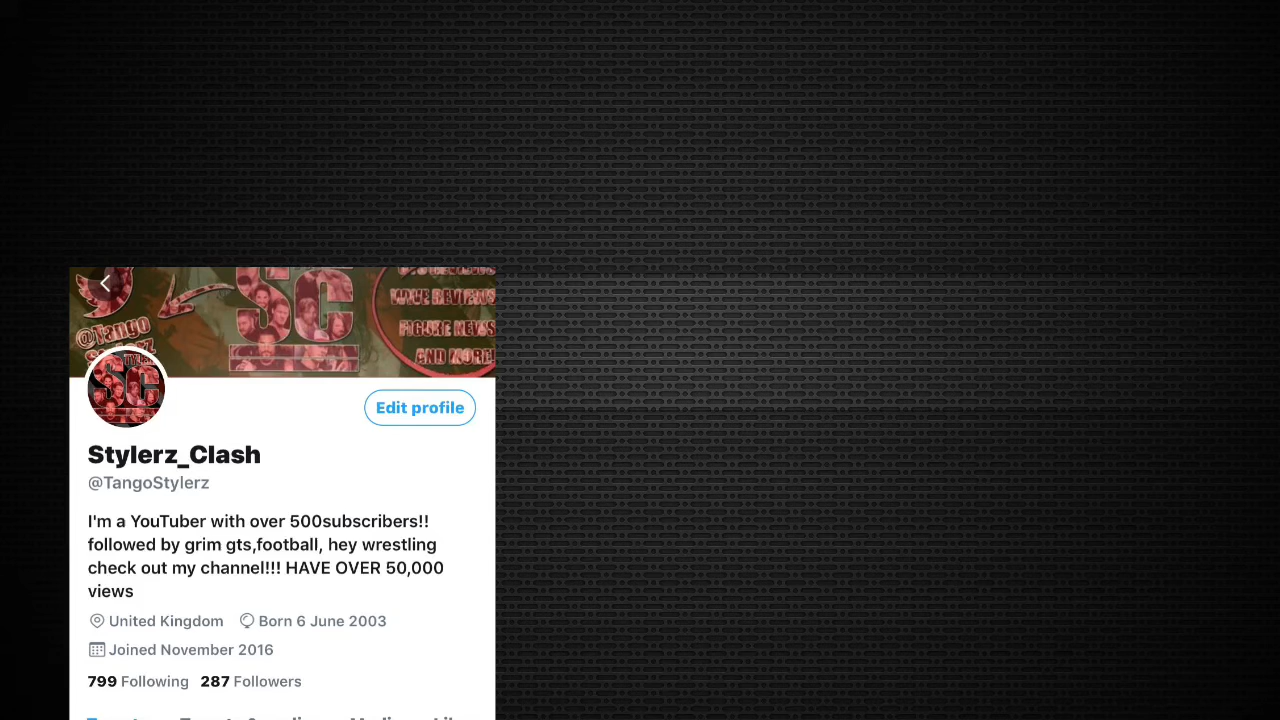 @Tango
SC
WWE REVIEWS
FIGURE NEWS
AND MORE!
SC
Edit profile
Stylerz_Clash
@TangoStylerz
I'm a YouTuber with over 500subscribers!!
followed by grim gts,football, hey wrestling
check out my channel!!! HAVE OVER 50,000
views
United Kingdom Born 6 June 2003
Joined November 2016
799 Following 287 Followers